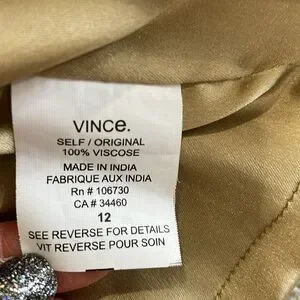 VINCE.
SELF / ORIGINAL
100% VISCOSE
MADE IN INDIA
FABRIQUE AUX INDIA
Rn # 106730
CA # 34460
12
SEE REVERSE FOR DETAILS
VIT REVERSE POUR SOIN